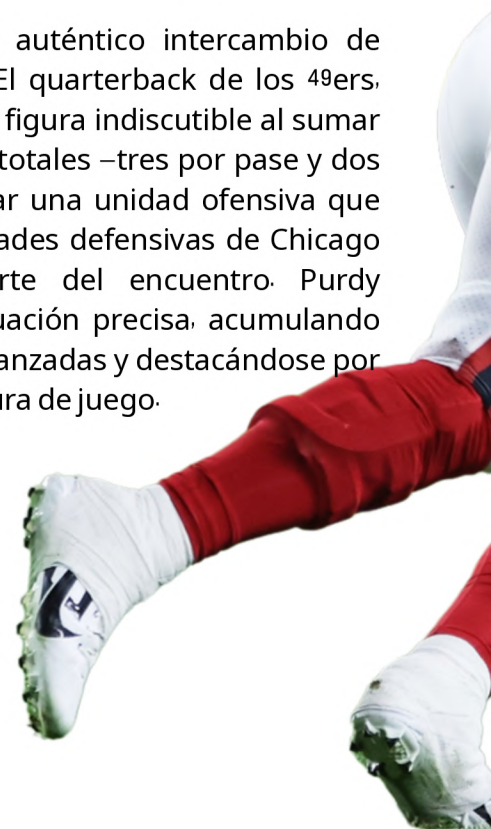 auténtico intercambio de
El quarterback de los 49ers,
figura indiscutible al sumar
totales –tres por pase y dos
ar una unidad ofensiva que
ades defensivas de Chicago
rte del encuentro. Purdy
uación precisa, acumulando
anzadas y destacándose por
ura de juego.